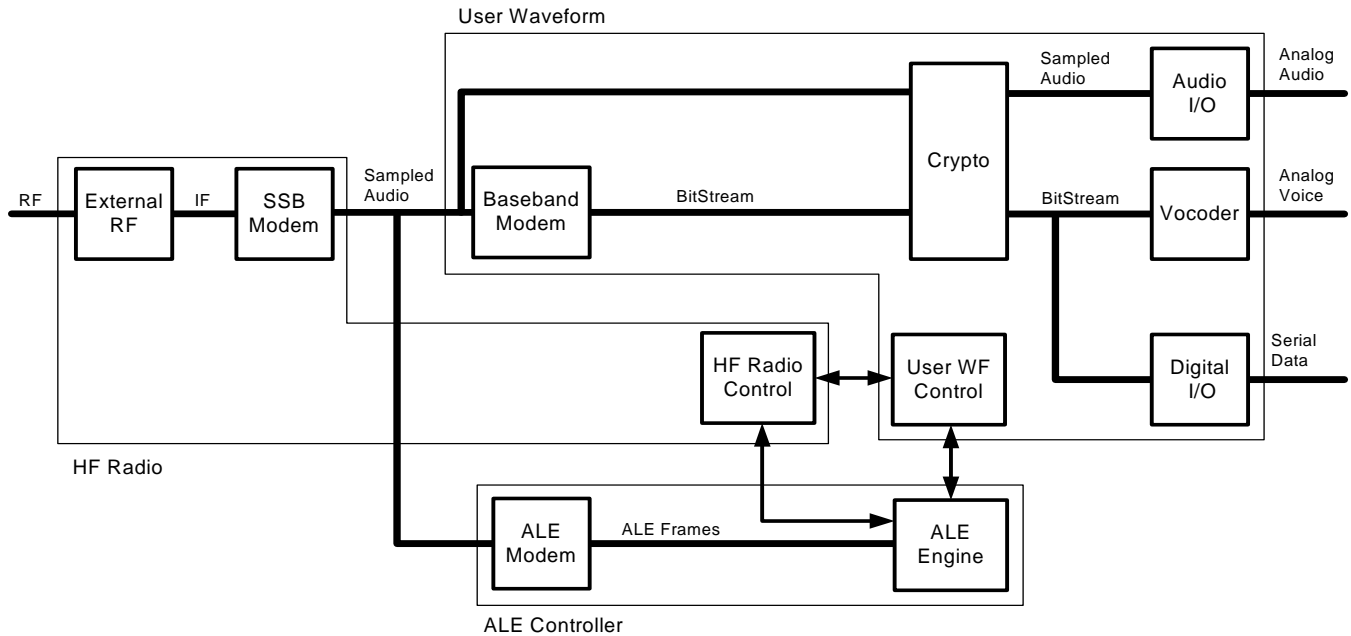 User Waveform
Sampled
Audio
Analog
Audio
Audio
I/O
Crypto
Sampled
Audio
RF
External
RF
IF
SSB
Modem
Baseband
Modem
BitStream
BitStream
Vocoder
Analog
Voice
HF Radio
Control
User WF
Control
Digital
I/O
Serial
Data
HF Radio
ALE
Modem
ALE Frames
ALE
Engine
ALE Controller